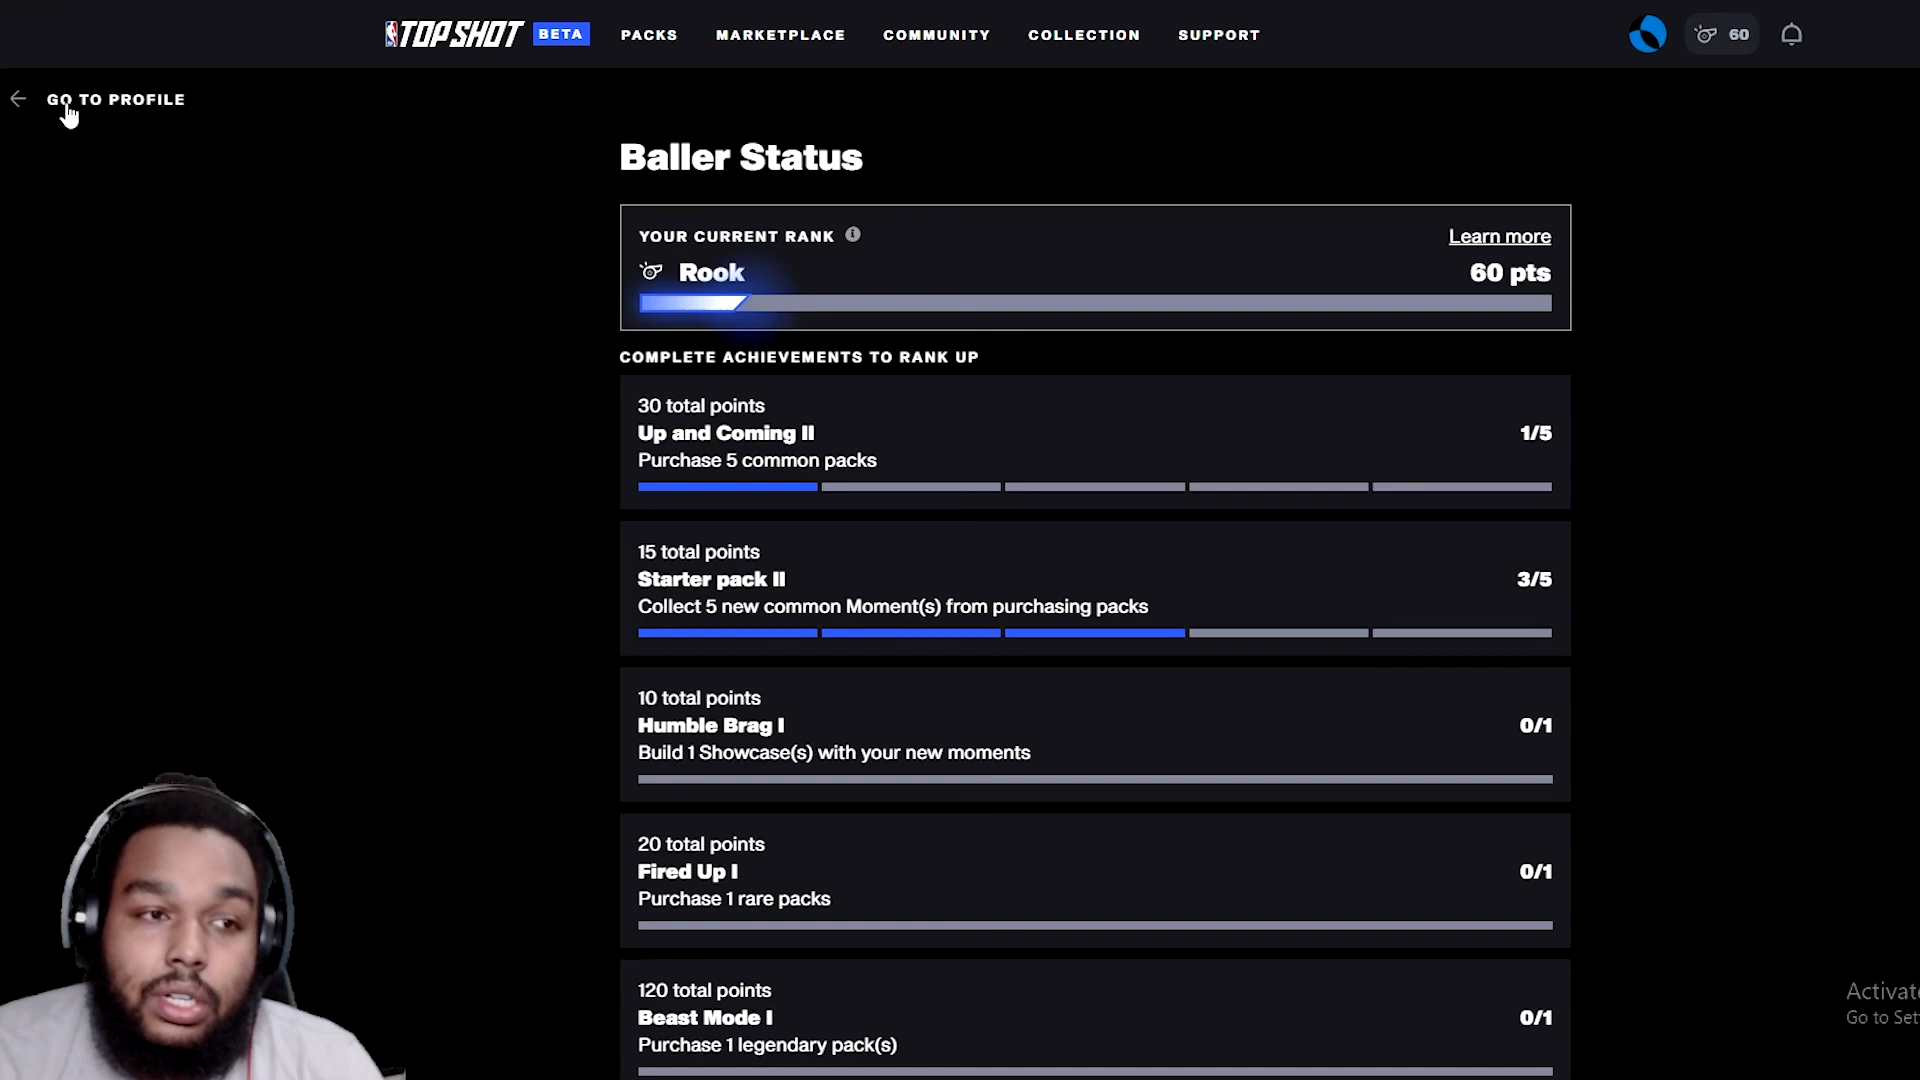 TOP SHOT BETA PACKS MARKETPLACE COMMUNITY COLLECTION SUPPORT 60
GO TO PROFILE
Baller Status
YOUR CURRENT RANK Learn more
Rook 60 pts
COMPLETE ACHIEVEMENTS TO RANK UP
30 total points
Up and Coming II 1/5
Purchase 5 common packs
15 total points
Starter pack II 3/5
Collect 5 new common Moment(s) from purchasing packs
10 total points
Humble Brag I 0/1
Build 1 Showcase(s) with your new moments
20 total points
Fired Up I 0/1
Purchase 1 rare packs
120 total points
Beast Mode I 0/1
Purchase 1 legendary pack(s)
Activate
Go to Set